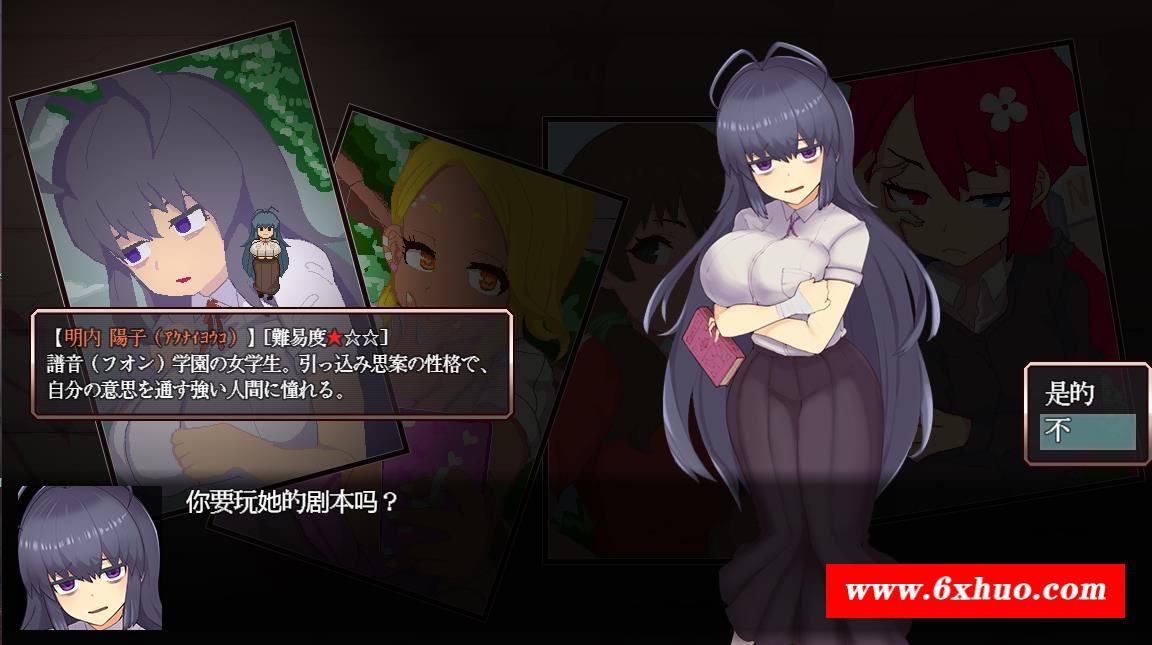 【明内 陽子（ｱｹﾅｲﾖｳｺ）】[難易度★☆☆]
譜音（フオン）学園の女学生。引っ込み思案の性格で、
自分の意思を通す強い人間に憧れる。
是的
不
你要玩她的剧本吗？
www.6xhuo.com